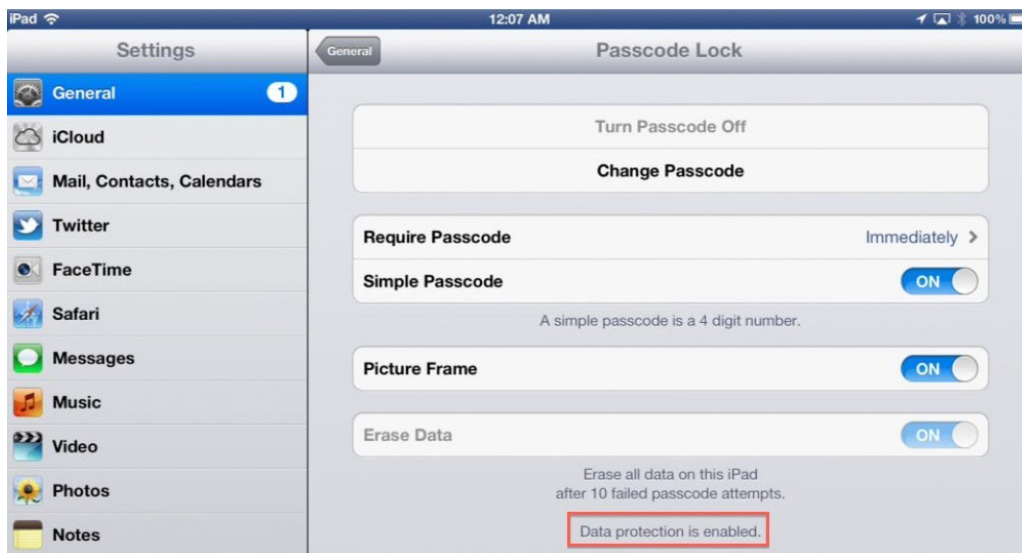 iPad 12:07 AM 100%
Settings
General 1
iCloud
Mail, Contacts, Calendars
Twitter
FaceTime
Safari
Messages
Music
Video
Photos
Notes
General Passcode Lock
Turn Passcode Off
Change Passcode
Require Passcode Immediately
Simple Passcode ON
A simple passcode is a 4 digit number.
Picture Frame ON
Erase Data ON
Erase all data on this iPad
after 10 failed passcode attempts.
Data protection is enabled.